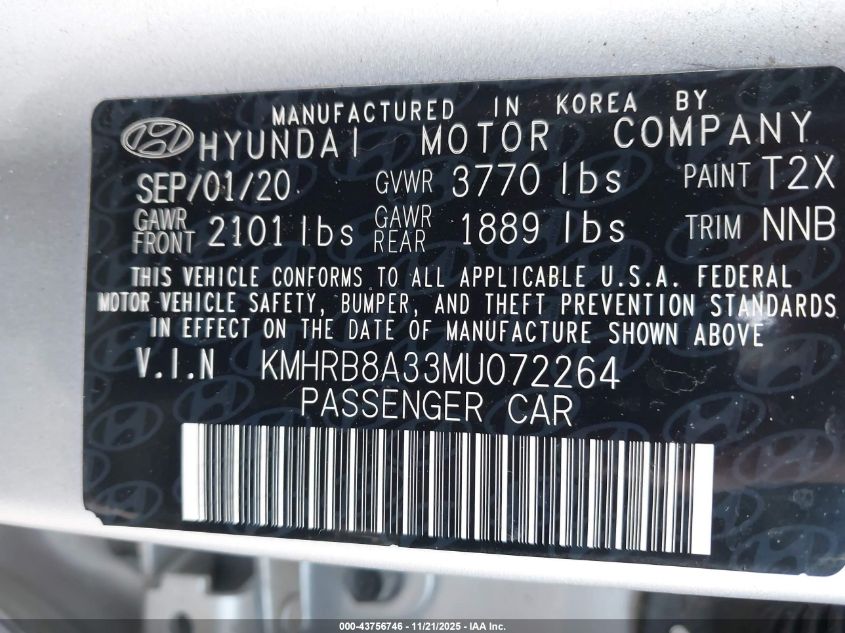 MANUFACTURED IN KOREA BY
HYUNDAI MOTOR COMPANY
SEP/01/20 GVWR 3770 lbs PAINT T2X
GAWR FRONT 2101 lbs GAWR REAR 1889 lbs TRIM NNB
THIS VEHICLE CONFORMS TO ALL APPLICABLE U.S.A. FEDERAL
MOTOR VEHICLE SAFETY, BUMPER, AND THEFT PREVENTION STANDARDS
IN EFFECT ON THE DATE OF MANUFACTURE SHOWN ABOVE
V.I.N KMHRB8A33MU072264
PASSENGER CAR
000-43756746 - 11/21/2025 - IAA Inc.